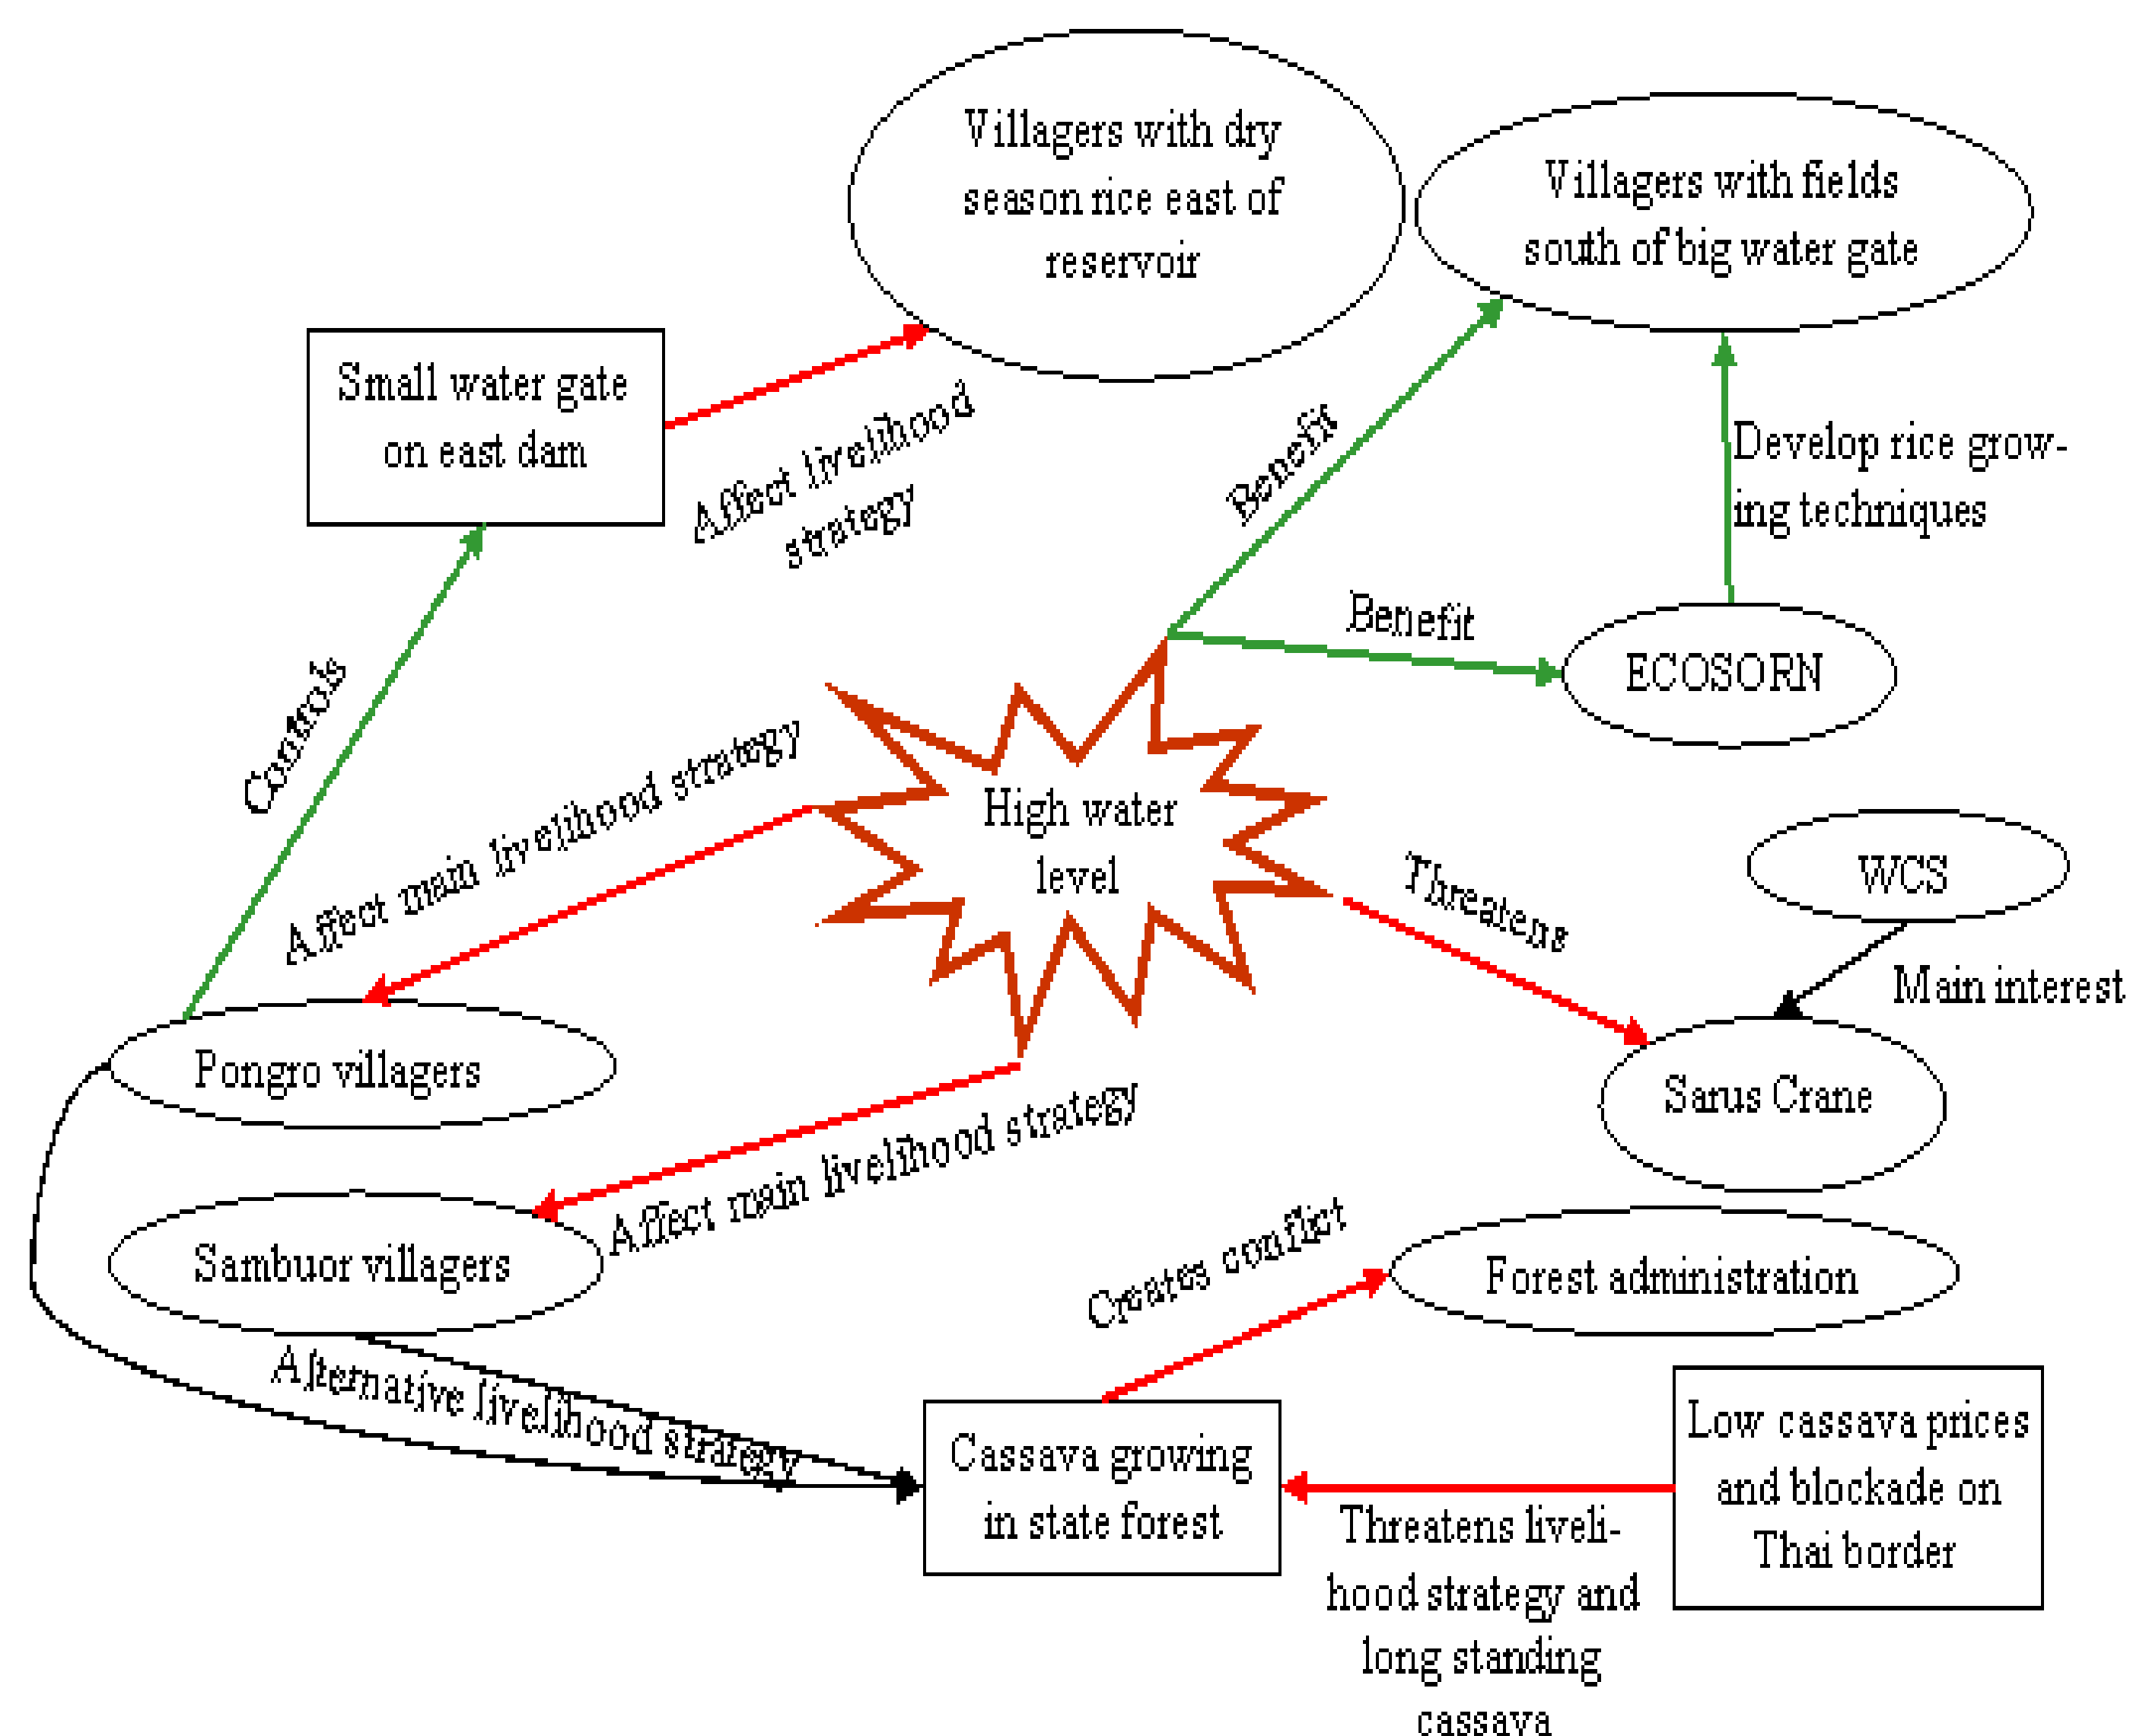 Villagers with dry
season rice east of
reservoir
Villagers with fields
south of big water gate
Small water gate
on east dam
Affect livelihood
strategy
Benefit
Develop rice grow-
ing techniques
Benefit
ECOSORN
Controls
Affect main livelihood strategy
High water
level
Threatens
WCS
Main interest
Pongro villagers
Sarus Crane
Affect main livelihood strategy
Sambuor villagers
Creates conflict
Forest administration
Alternative livelihood strategy
Cassava growing
in state forest
Low cassava prices
and blockade on
Thai border
Threatens liveli-
hood strategy and
long standing
cassava